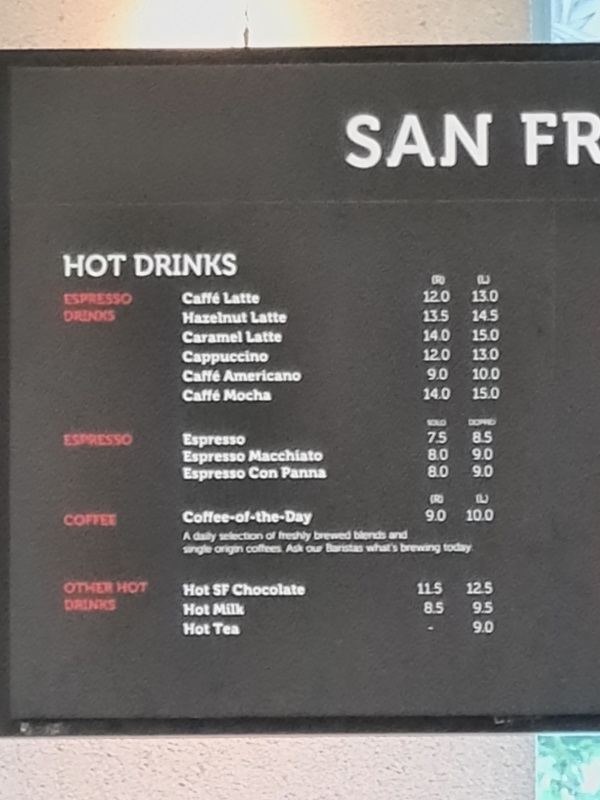 SAN FR
HOT DRINKS
(R) (L)
ESPRESSO DRINKS
Caffé Latte 12.0 13.0
Hazelnut Latte 13.5 14.5
Caramel Latte 14.0 15.0
Cappuccino 12.0 13.0
Caffé Americano 9.0 10.0
Caffé Mocha 14.0 15.0
SOLO DOPPIO
ESPRESSO
Espresso 7.5 8.5
Espresso Macchiato 8.0 9.0
Espresso Con Panna 8.0 9.0
(R) (L)
COFFEE
Coffee-of-the-Day 9.0 10.0
A daily selection of freshly brewed blends and
single origin coffees. Ask our Baristas what's brewing today.
OTHER HOT
DRINKS
Hot SF Chocolate 11.5 12.5
Hot Milk 8.5 9.5
Hot Tea - 9.0